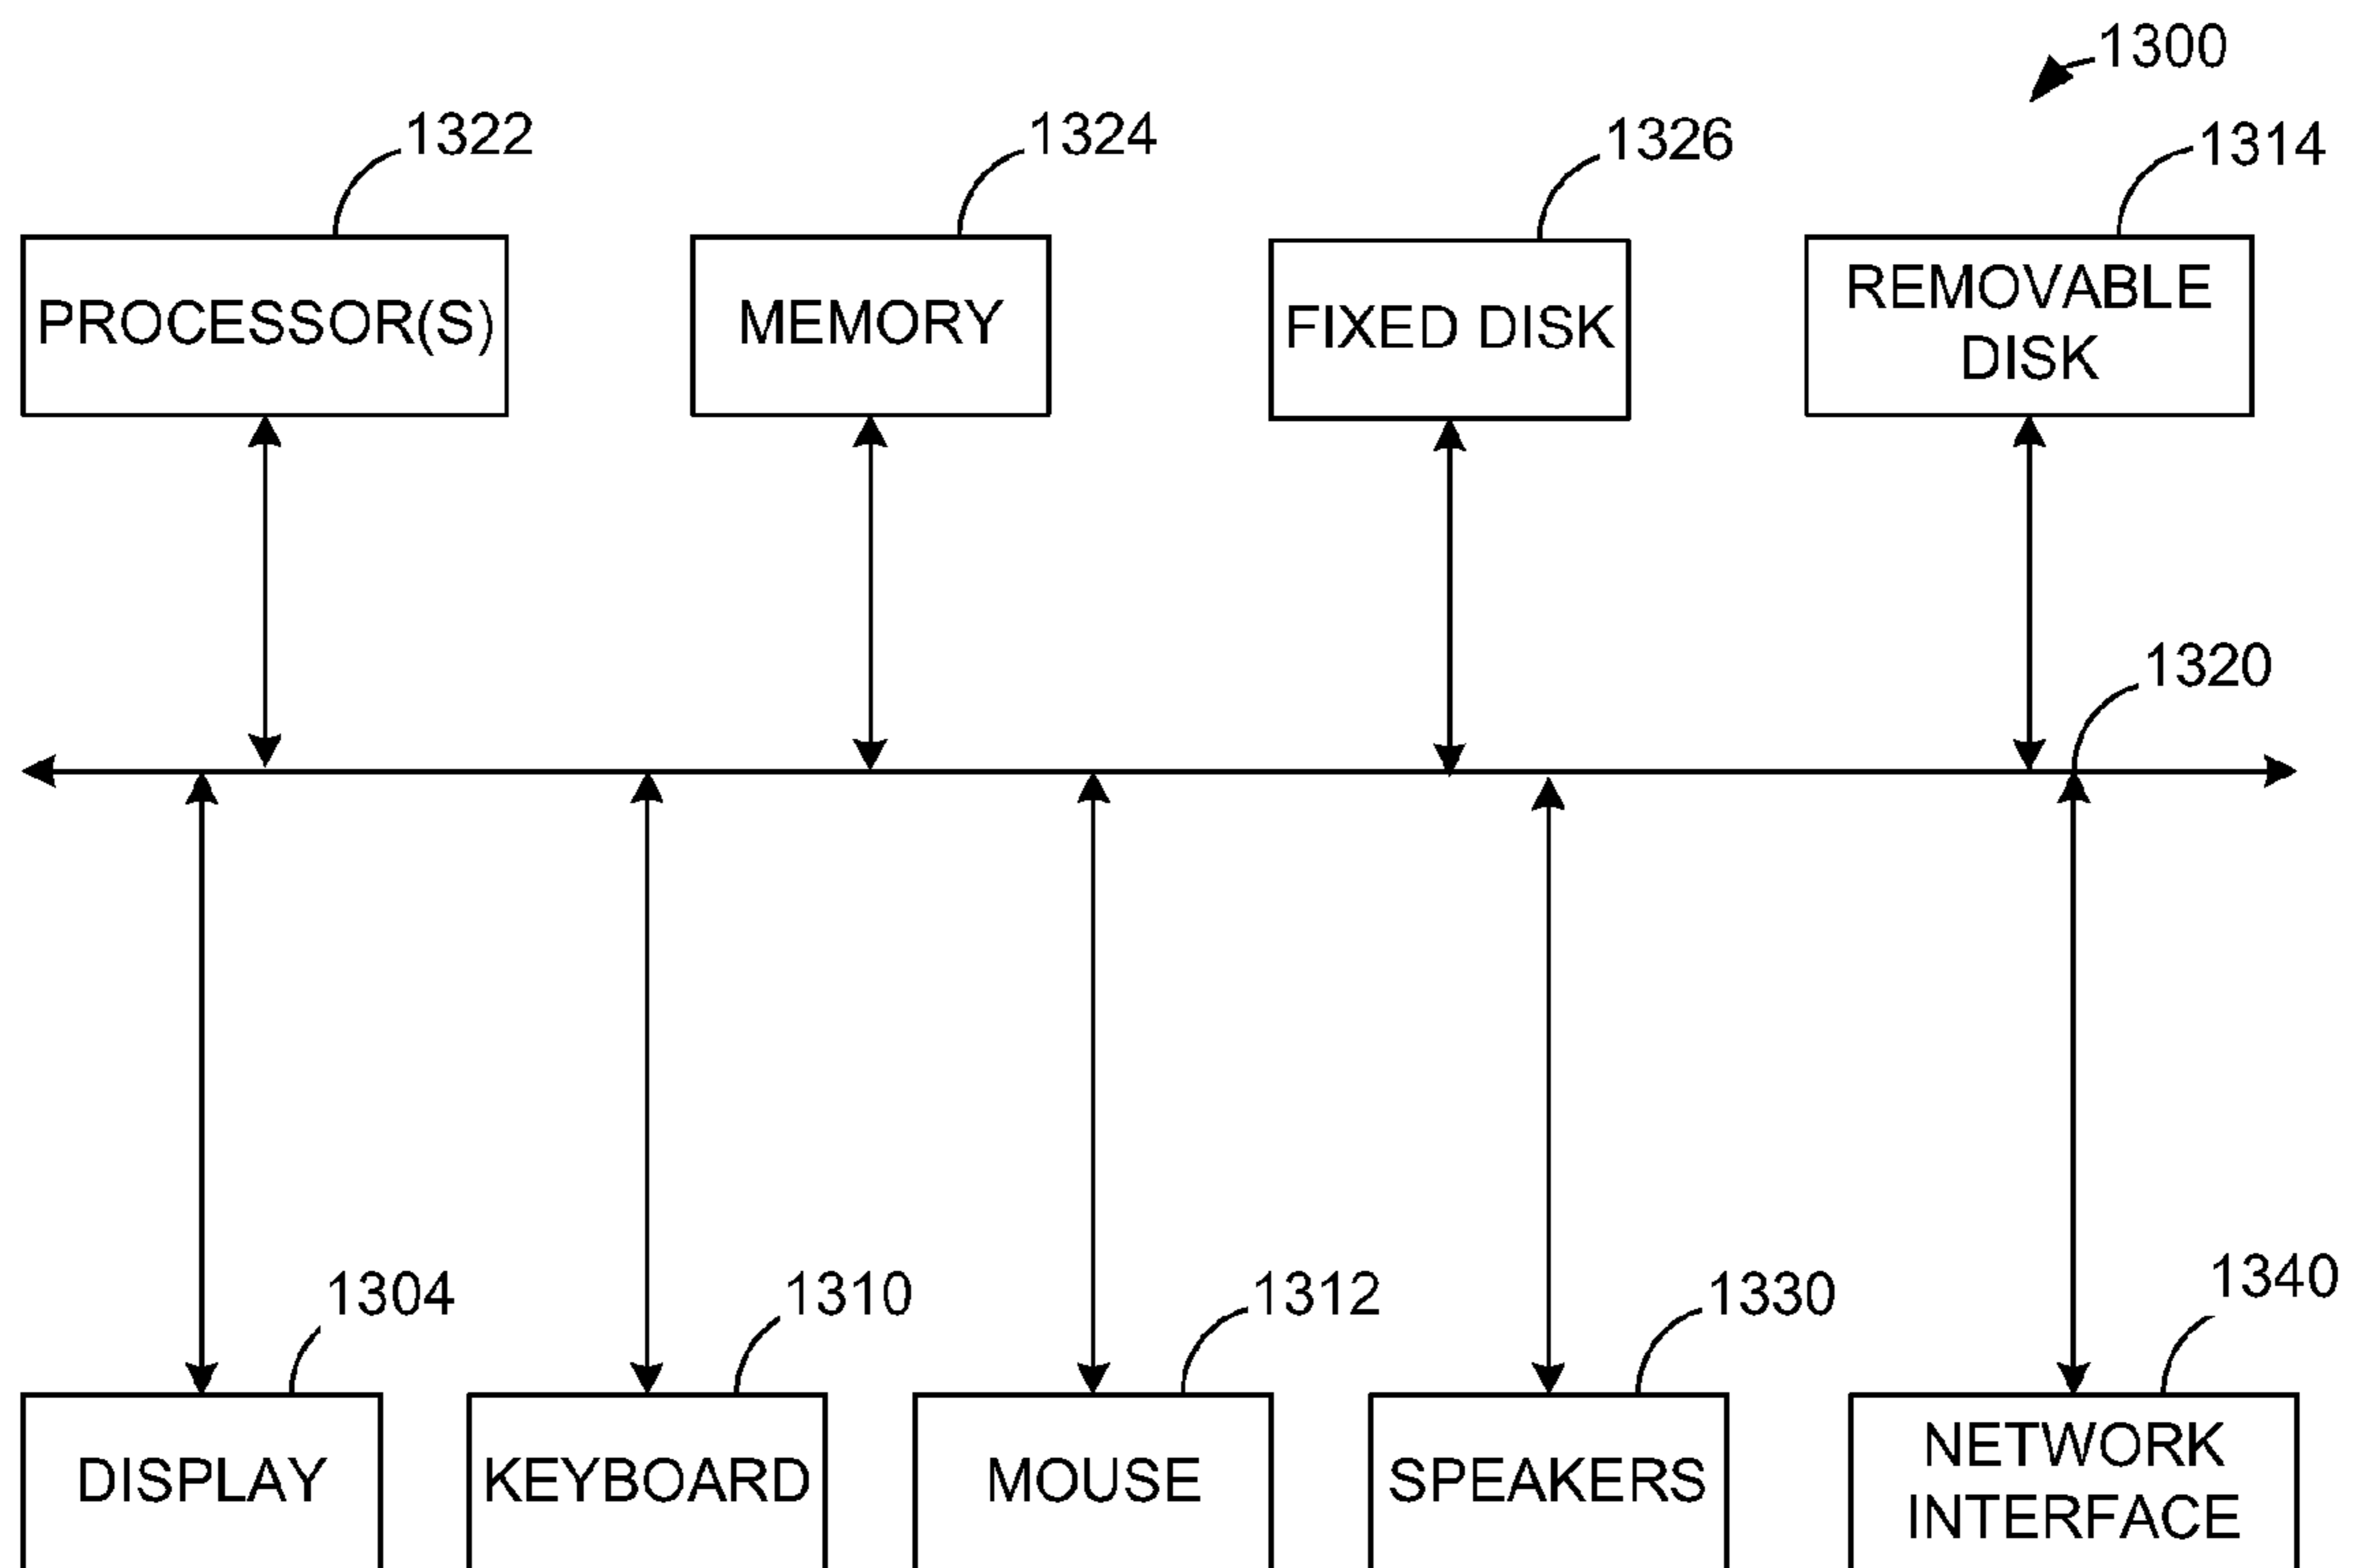 1300
1322
1324
1326
1314
PROCESSOR(S)
MEMORY
FIXED DISK
REMOVABLE
DISK
1320
1304
1310
1312
1330
1340
DISPLAY
KEYBOARD
MOUSE
SPEAKERS
NETWORK
INTERFACE